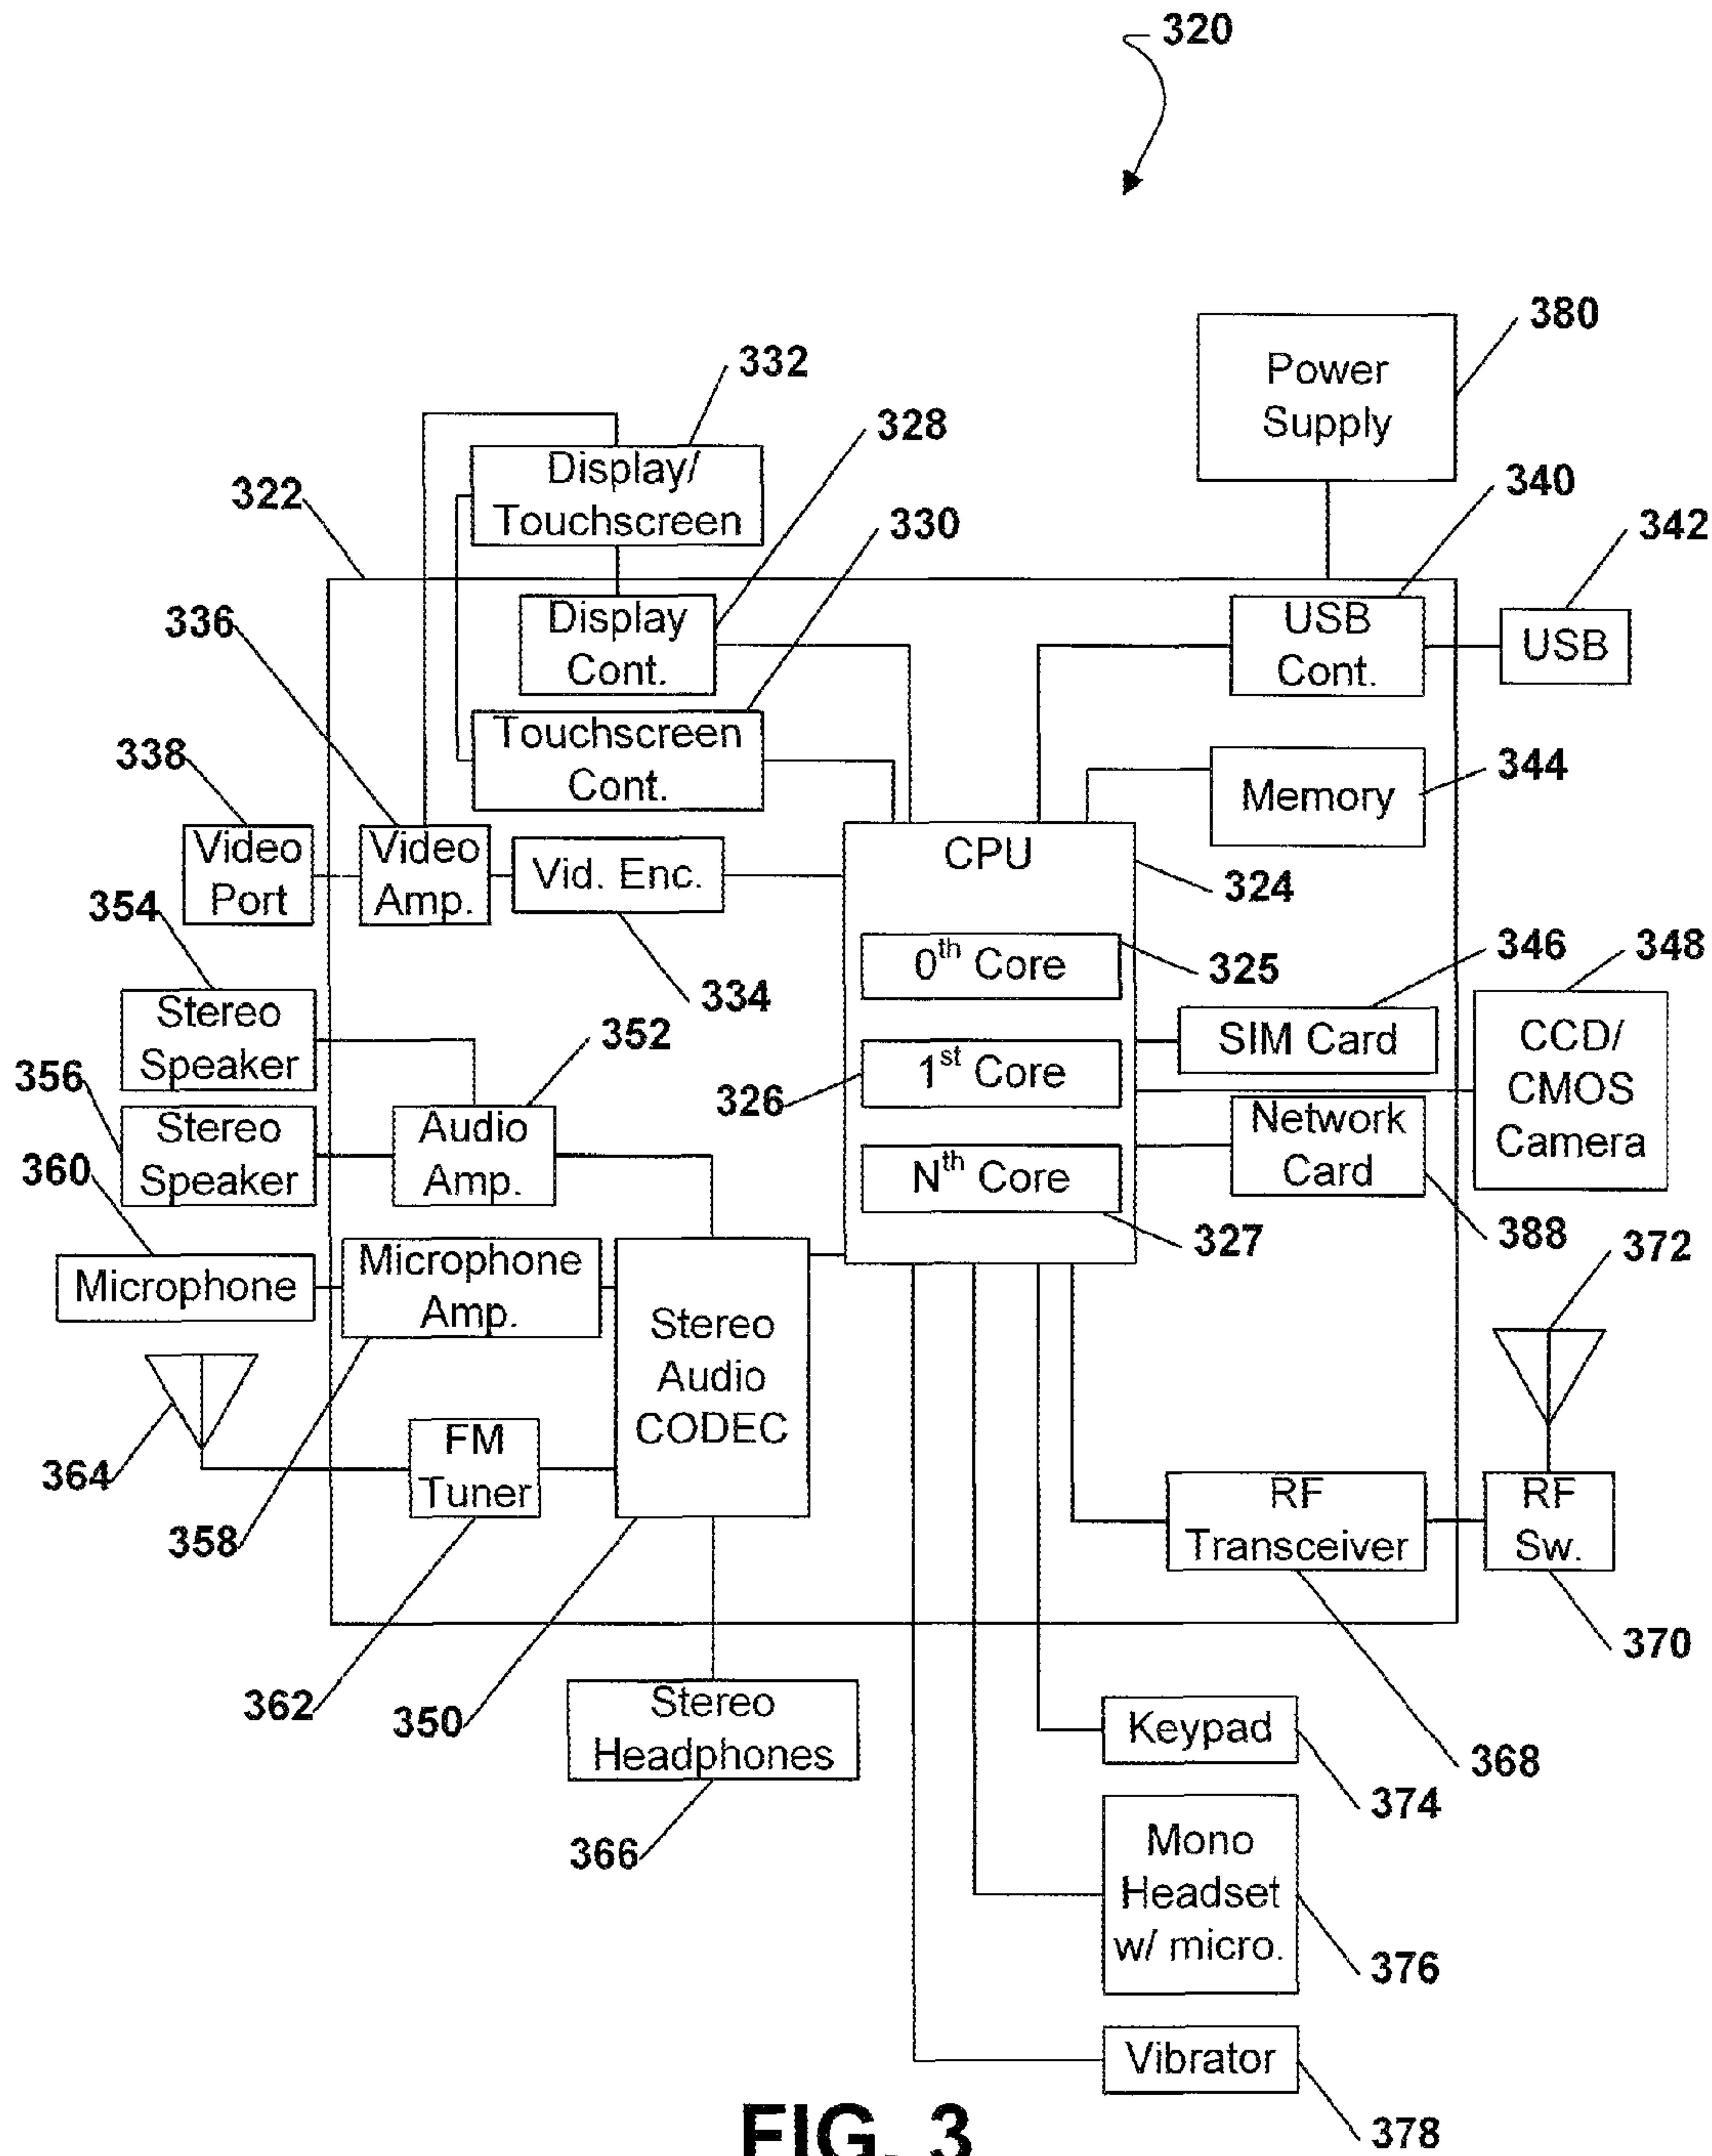 320
380
Power
Supply
332
328
Display/
Touchscreen
340
322
330
342
Display
Cont.
USB
Cont.
USB
336
Touchscreen
Cont.
338
344
Memory
Video
Port
Video
Amp.
Vid. Enc.
CPU
324
354
0th Core
325
346
348
334
Stereo
Speaker
352
SIM Card
CCD/
CMOS
Camera
356
1st Core
326
Stereo
Speaker
Audio
Amp.
Network
Card
360
Nth Core
327
388
372
Microphone
Microphone
Amp.
Stereo
Audio
CODEC
364
FM
Tuner
RF
Transceiver
RF
Sw.
358
370
362
350
Stereo
Headphones
Keypad
368
374
366
Mono
Headset
w/ micro.
376
Vibrator
378
FIG. 3